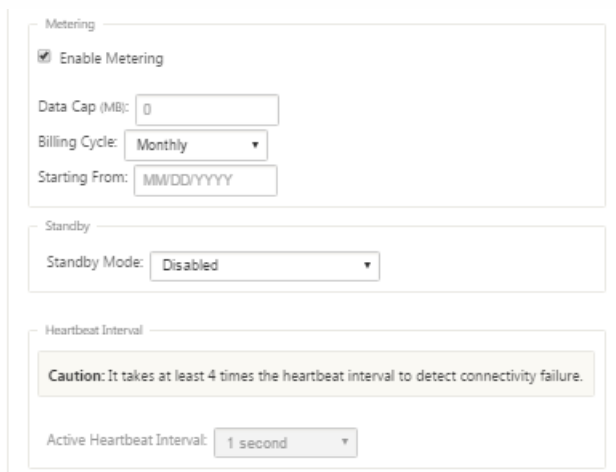 Metering
Enable Metering
Data Cap (MB): 0
Billing Cycle: Monthly
Starting From: MM/DD/YYYY
Standby
Standby Mode: Disabled
Heartbeat Interval
Caution: It takes at least 4 times the heartbeat interval to detect connectivity failure.
Active Heartbeat Interval: 1 second